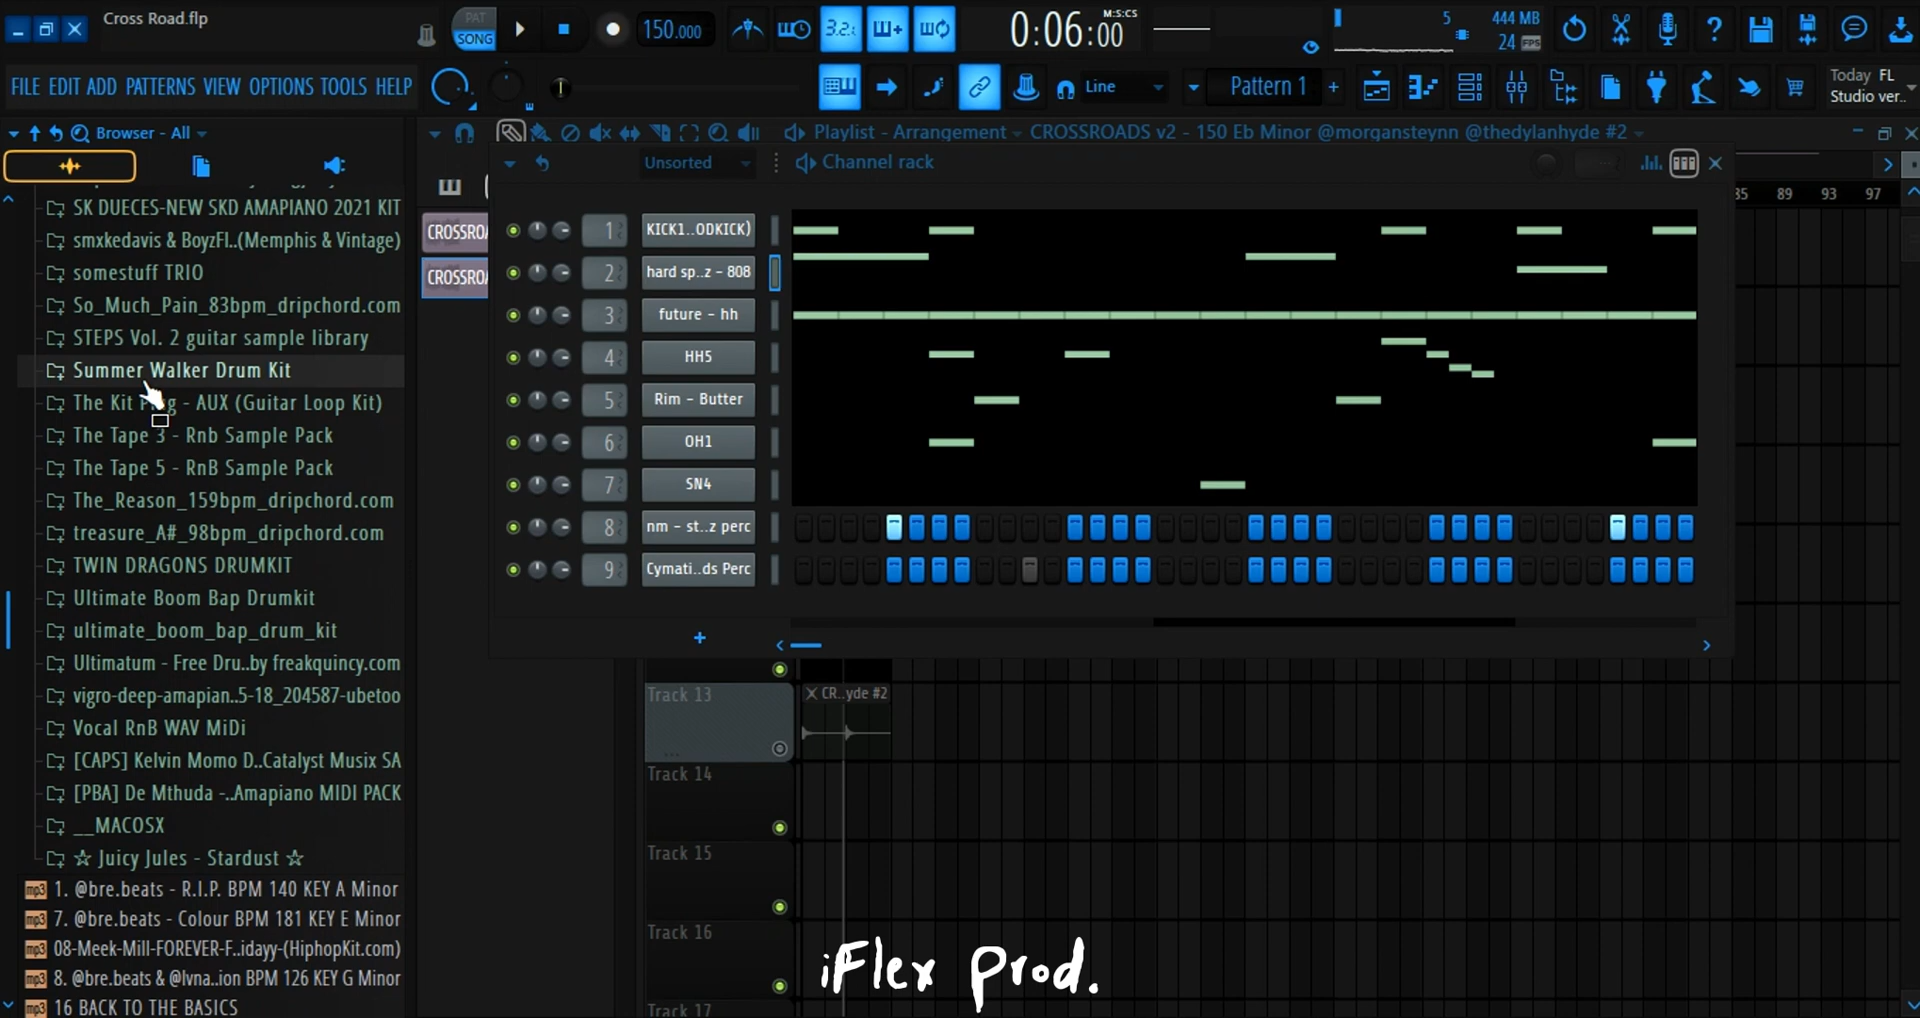 Cross Road.flp
PAT
SONG
150.000
3.2.
0:06:00
M:S:CS
5
444 MB
24 FPS
FILE EDIT ADD PATTERNS VIEW OPTIONS TOOLS HELP
Line
Pattern 1
Today FL
Studio ver..
Browser - All
Playlist - Arrangement CROSSROADS v2 - 150 Eb Minor @morgansteynn @thedylanhyde #2
Unsorted
Channel rack
SK DUECES-NEW SKD AMAPIANO 2021 KIT
smxkedavis & BoyzFl..(Memphis & Vintage)
somestuff TRIO
So_Much_Pain_83bpm_dripchord.com
STEPS Vol. 2 guitar sample library
Summer Walker Drum Kit
The Kit Plug - AUX (Guitar Loop Kit)
The Tape 3 - Rnb Sample Pack
The Tape 5 - RnB Sample Pack
The_Reason_159bpm_dripchord.com
treasure_A#_98bpm_dripchord.com
TWIN DRAGONS DRUMKIT
Ultimate Boom Bap Drumkit
ultimate_boom_bap_drum_kit
Ultimatum - Free Dru..by freakquincy.com
vigro-deep-amapian..5-18_204587-ubetoo
Vocal RnB WAV MiDi
[CAPS] Kelvin Momo D..Catalyst Musix SA
[PBA] De Mthuda -..Amapiano MIDI PACK
__MACOSX
☆ Juicy Jules - Stardust ☆
mp3 1. @bre.beats - R.I.P. BPM 140 KEY A Minor
mp3 7. @bre.beats - Colour BPM 181 KEY E Minor
mp3 08-Meek-Mill-FOREVER-F..idayy-(HiphopKit.com)
mp3 8. @bre.beats & @lvna..ion BPM 126 KEY G Minor
mp3 16 BACK TO THE BASICS
CROSSROA
CROSSROA
85 89 93 97
1 KICK1..ODKICK)
2 hard sp..z - 808
3 future - hh
4 HH5
5 Rim - Butter
6 OH1
7 SN4
8 nm - st..z perc
9 Cymati..ds Perc
+
Track 13
CR..yde #2
Track 14
Track 15
Track 16
Track 17
iFlex Prod.